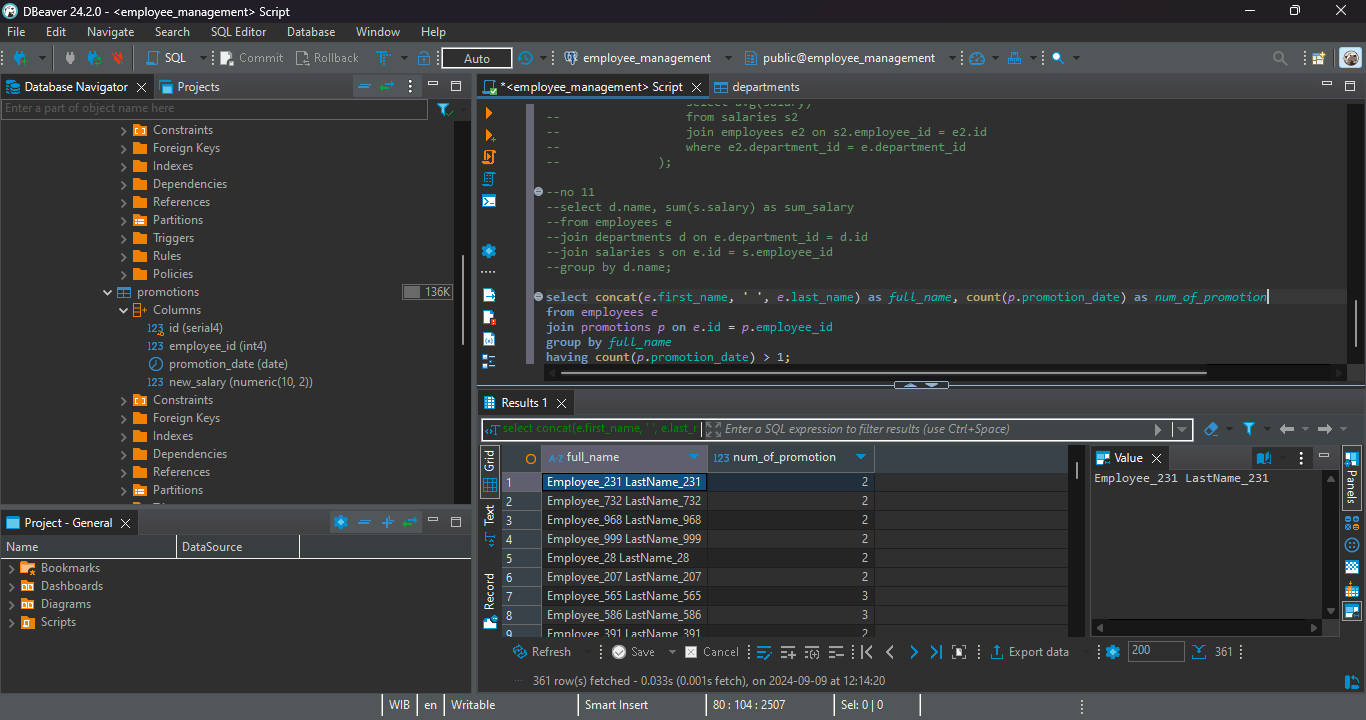 DBeaver 24.2.0 - <employee_management> Script
File Edit Navigate Search SQL Editor Database Window Help
SQL Commit Rollback Auto employee_management public@employee_management
Database Navigator Projects
Enter a part of object name here
Constraints
Foreign Keys
Indexes
Dependencies
References
Partitions
Triggers
Rules
Policies
promotions 136K
Columns
123 id (serial4)
123 employee_id (int4)
promotion_date (date)
123 new_salary (numeric(10, 2))
Constraints
Foreign Keys
Indexes
Dependencies
References
Partitions
Project - General
Name DataSource
Bookmarks
Dashboards
Diagrams
Scripts
*<employee_management> Script departments
-- from salaries s2
-- join employees e2 on s2.employee_id = e2.id
-- where e2.department_id = e.department_id
-- );
--no 11
--select d.name, sum(s.salary) as sum_salary
--from employees e
--join departments d on e.department_id = d.id
--join salaries s on e.id = s.employee_id
--group by d.name;
select concat(e.first_name, ' ', e.last_name) as full_name, count(p.promotion_date) as num_of_promotion
from employees e
join promotions p on e.id = p.employee_id
group by full_name
having count(p.promotion_date) > 1;
Results 1
select concat(e.first_name, ' ', e.last_r Enter a SQL expression to filter results (use Ctrl+Space)
Grid
Text
Record
A-Z full_name 123 num_of_promotion
1 Employee_231 LastName_231 2
2 Employee_732 LastName_732 2
3 Employee_968 LastName_968 2
4 Employee_999 LastName_999 2
5 Employee_28 LastName_28 2
6 Employee_207 LastName_207 2
7 Employee_565 LastName_565 3
8 Employee_586 LastName_586 3
9 Employee_391 LastName_391 2
Value
Employee_231 LastName_231
Panels
Refresh Save Cancel Export data 200 361
361 row(s) fetched - 0.033s (0.001s fetch), on 2024-09-09 at 12:14:20
WIB en Writable Smart Insert 80 : 104 : 2507 Sel: 0 | 0